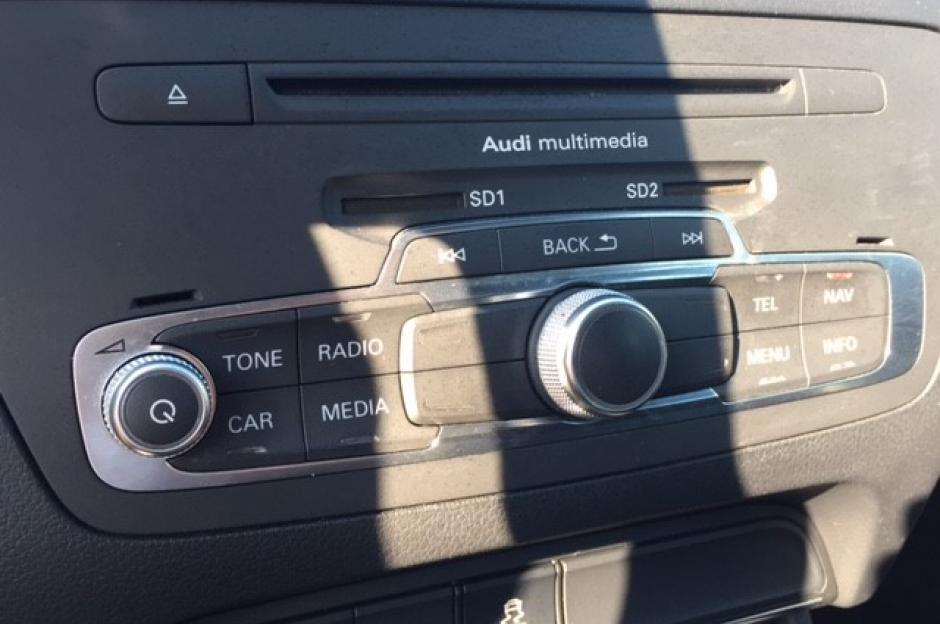 Audi multimedia
SD1 SD2
BACK
TEL NAV
TONE RADIO
MENU INFO
CAR MEDIA